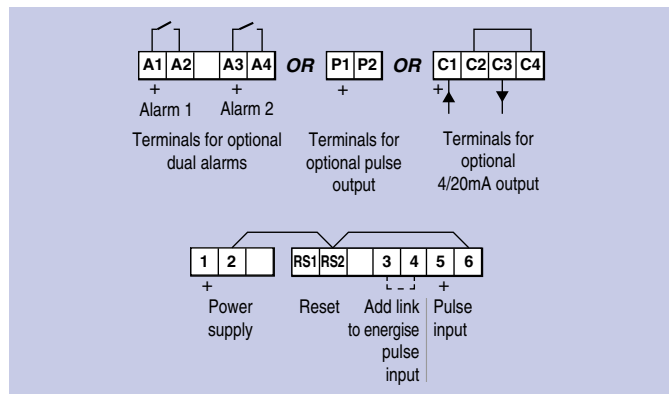 A1 A2 A3 A4 OR P1 P2 OR C1 C2 C3 C4
+ + + +
Alarm 1 Alarm 2
Terminals for optional
dual alarms
Terminals for
optional pulse
output
Terminals for
optional
4/20mA output
1 2 RS1 RS2 3 4 5 6
+ +
Power
supply
Reset
Add link
to energise
pulse
input
Pulse
input